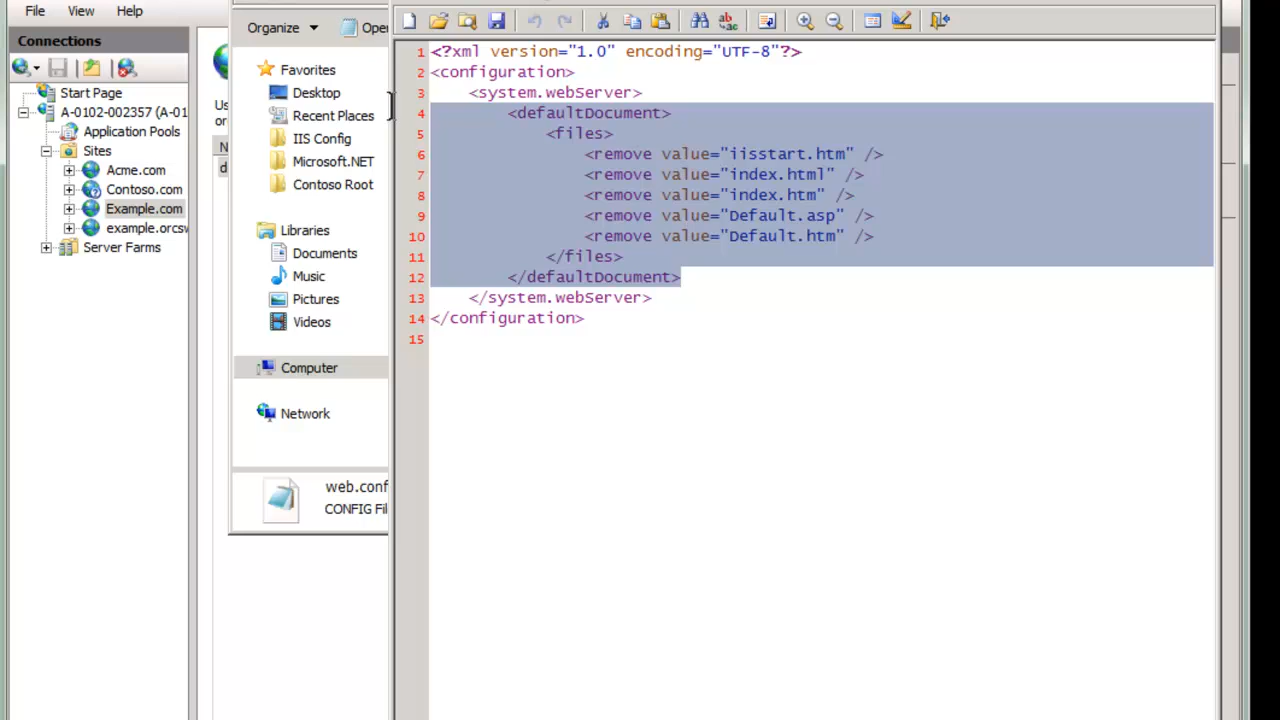 File View Help
Connections
Start Page
A-0102-002357 (A-01
Application Pools
Sites
Acme.com
Contoso.com
Example.com
example.orcsw
Server Farms
Us
or
N
d
Organize Ope
Favorites
Desktop
Recent Places
IIS Config
Microsoft.NET
Contoso Root
Libraries
Documents
Music
Pictures
Videos
Computer
Network
web.conf
CONFIG Fil
1 <?xml version="1.0" encoding="UTF-8"?>
2 <configuration>
3 <system.webServer>
4 <defaultDocument>
5 <files>
6 <remove value="iisstart.htm" />
7 <remove value="index.html" />
8 <remove value="index.htm" />
9 <remove value="Default.asp" />
10 <remove value="Default.htm" />
11 </files>
12 </defaultDocument>
13 </system.webServer>
14 </configuration>
15